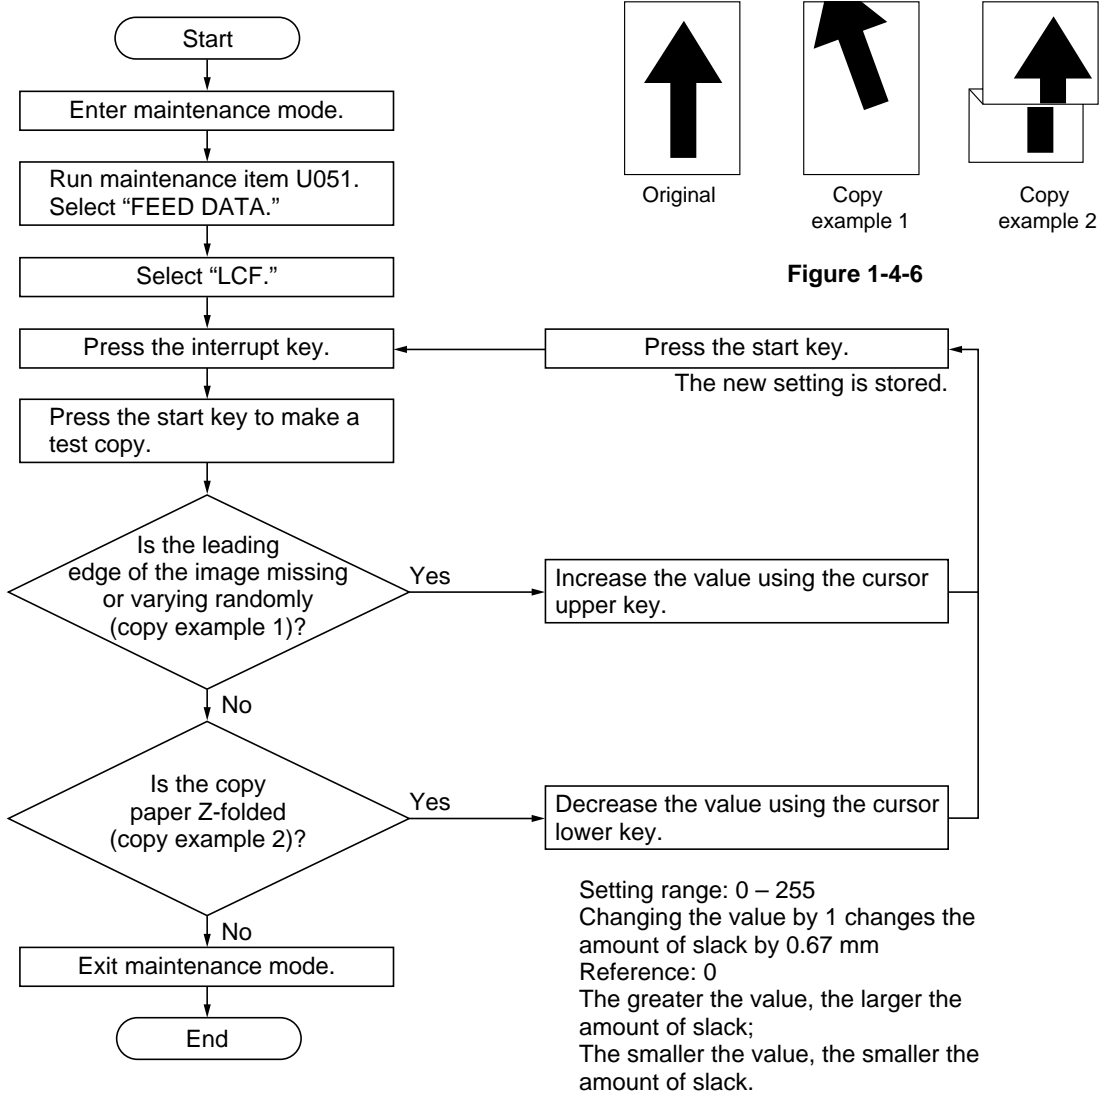 Start
Enter maintenance mode.
Run maintenance item U051.
Select “FEED DATA.”
Select “LCF.”
Press the interrupt key.
Press the start key to make a
test copy.
Is the leading
edge of the image missing
or varying randomly
(copy example 1)?
Yes
No
Is the copy
paper Z-folded
(copy example 2)?
Yes
No
Exit maintenance mode.
End
Original
Copy
example 1
Copy
example 2
Figure 1-4-6
Press the start key.
The new setting is stored.
Increase the value using the cursor
upper key.
Decrease the value using the cursor
lower key.
Setting range: 0 – 255
Changing the value by 1 changes the
amount of slack by 0.67 mm
Reference: 0
The greater the value, the larger the
amount of slack;
The smaller the value, the smaller the
amount of slack.